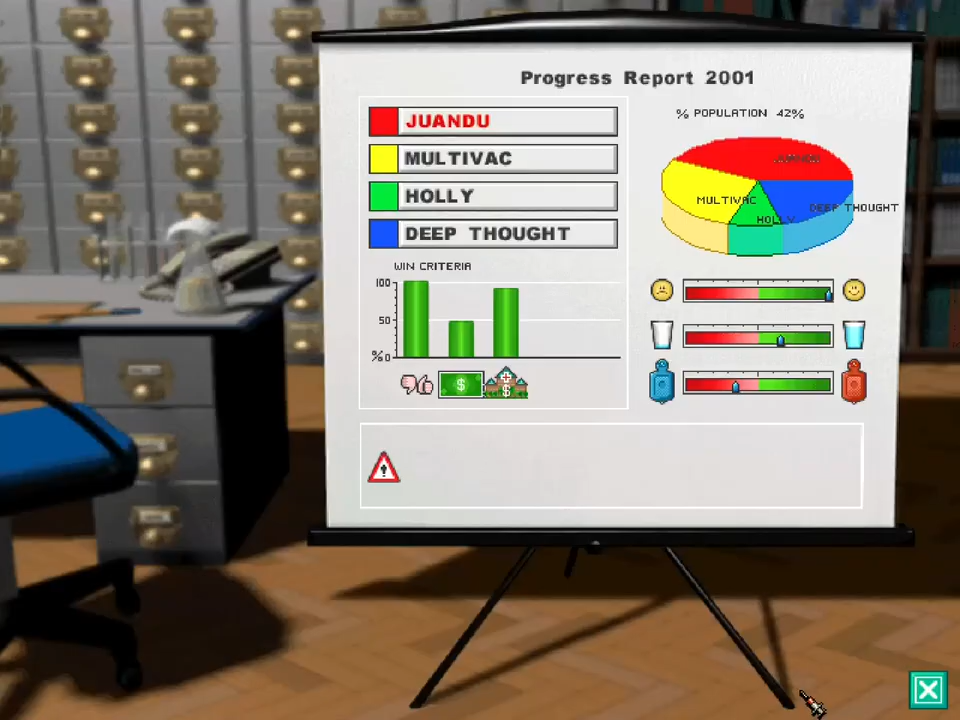 Progress Report 2001
JUANDU
MULTIVAC
HOLLY
DEEP THOUGHT
% POPULATION 42%
JUANDU
MULTIVAC
DEEP THOUGHT
HOLLY
WIN CRITERIA
100
50
%0
$
$